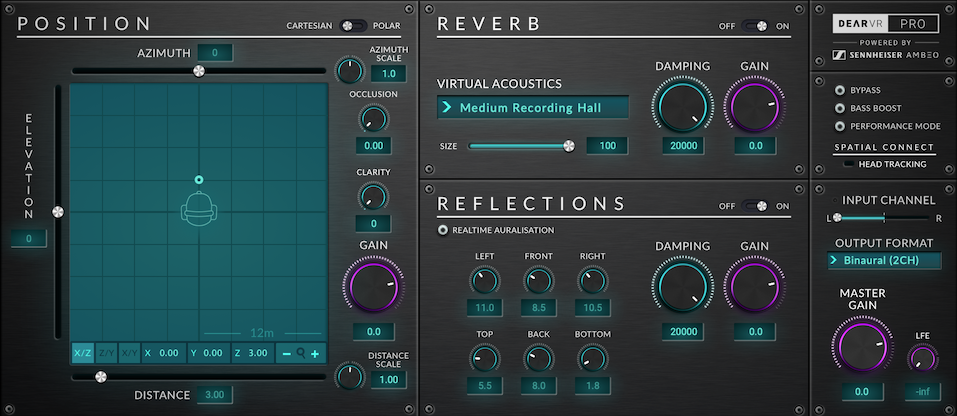 POSITION
CARTESIAN POLAR
AZIMUTH 0
AZIMUTH
SCALE
1.0
OCCLUSION
0.00
ELEVATION
0
CLARITY
0
GAIN
0.0
12m
X/Z Z/Y X/Y X 0.00 Y 0.00 Z 3.00 − +
DISTANCE
SCALE
1.00
DISTANCE 3.00
REVERB
OFF ON
VIRTUAL ACOUSTICS
Medium Recording Hall
SIZE 100
DAMPING GAIN
20000 0.0
REFLECTIONS
OFF ON
REALTIME AURALISATION
LEFT FRONT RIGHT
11.0 8.5 10.5
TOP BACK BOTTOM
5.5 8.0 1.8
DAMPING GAIN
20000 0.0
DEARVR PRO
POWERED BY
SENNHEISER AMBEO
BYPASS
BASS BOOST
PERFORMANCE MODE
SPATIAL CONNECT
HEAD TRACKING
INPUT CHANNEL
L R
OUTPUT FORMAT
Binaural (2CH)
MASTER
GAIN
LFE
0.0 -inf